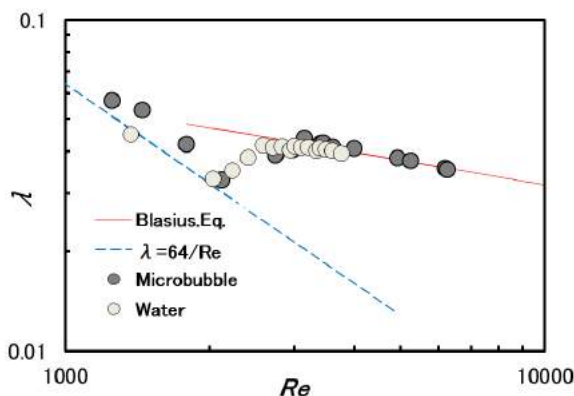 0.1
λ
Blasius.Eq.
λ=64/Re
Microbubble
Water
0.01
1000
Re
10000